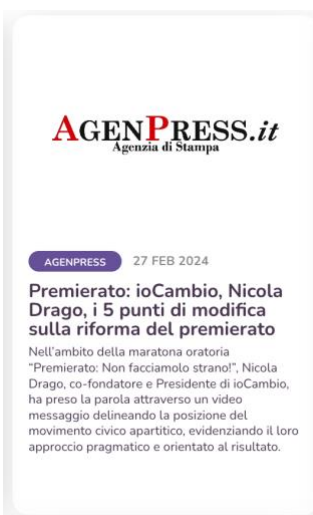 AGENPRESS.it
Agenzia di Stampa
AGENPRESS 27 FEB 2024
Premierato: ioCambio, Nicola
Drago, i 5 punti di modifica
sulla riforma del premierato
Nell’ambito della maratona oratoria
“Premierato: Non facciamolo strano!”, Nicola
Drago, co-fondatore e Presidente di ioCambio,
ha preso la parola attraverso un video
messaggio delineando la posizione del
movimento civico apartitico, evidenziando il loro
approccio pragmatico e orientato al risultato.